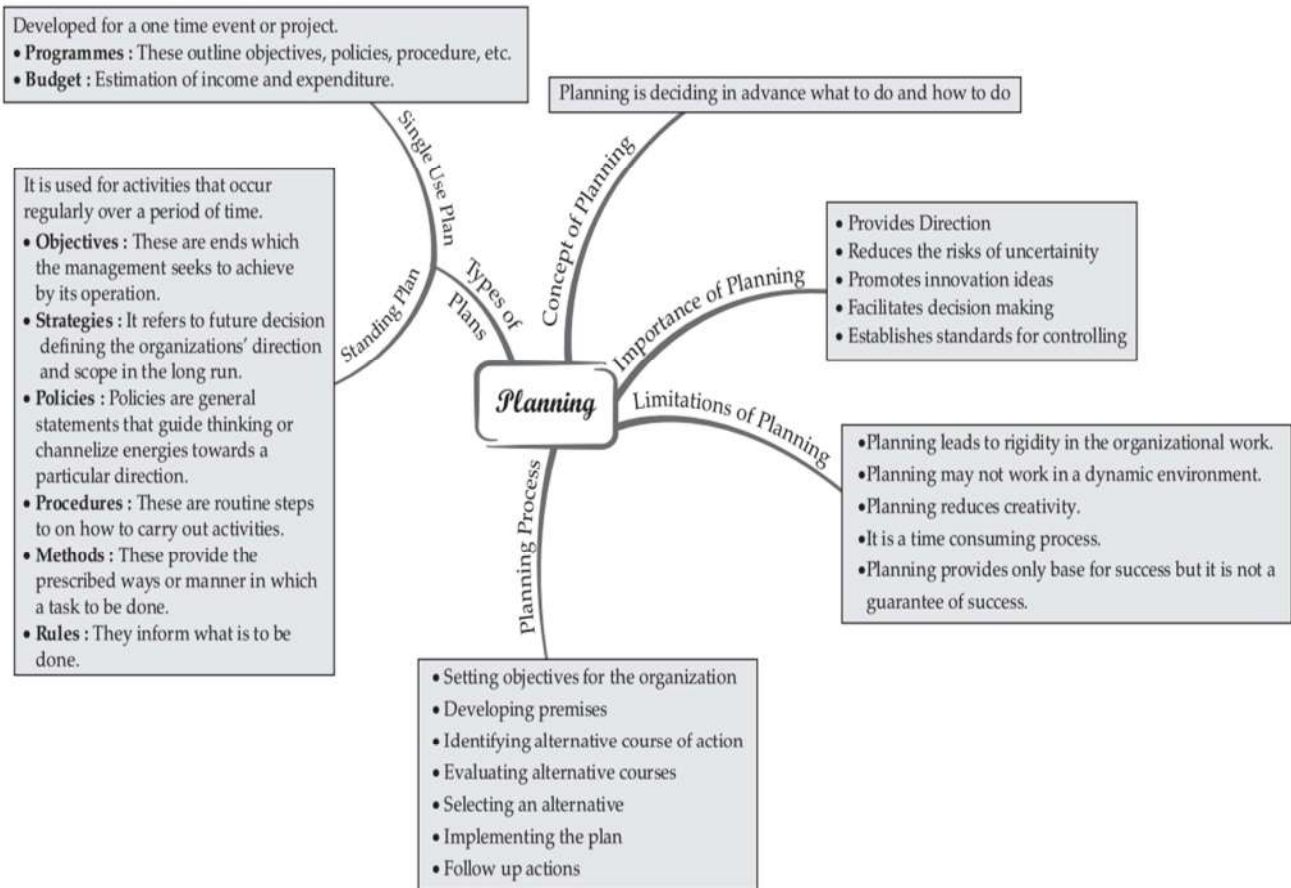 Developed for a one time event or project.
• Programmes : These outline objectives, policies, procedure, etc.
• Budget : Estimation of income and expenditure.
Single Use Plan
Planning is deciding in advance what to do and how to do
Concept of Planning
It is used for activities that occur
regularly over a period of time.
• Objectives : These are ends which
the management seeks to achieve
by its operation.
• Strategies : It refers to future decision
defining the organizations' direction
and scope in the long run.
• Policies : Policies are general
statements that guide thinking or
channelize energies towards a
particular direction.
• Procedures : These are routine steps
to on how to carry out activities.
• Methods : These provide the
prescribed ways or manner in which
a task to be done.
• Rules : They inform what is to be
done.
Standing Plan
Types of
Plans
Importance of Planning
• Provides Direction
• Reduces the risks of uncertainity
• Promotes innovation ideas
• Facilitates decision making
• Establishes standards for controlling
Planning
Limitations of Planning
•Planning leads to rigidity in the organizational work.
•Planning may not work in a dynamic environment.
•Planning reduces creativity.
•It is a time consuming process.
•Planning provides only base for success but it is not a
guarantee of success.
Planning Process
• Setting objectives for the organization
• Developing premises
• Identifying alternative course of action
• Evaluating alternative courses
• Selecting an alternative
• Implementing the plan
• Follow up actions